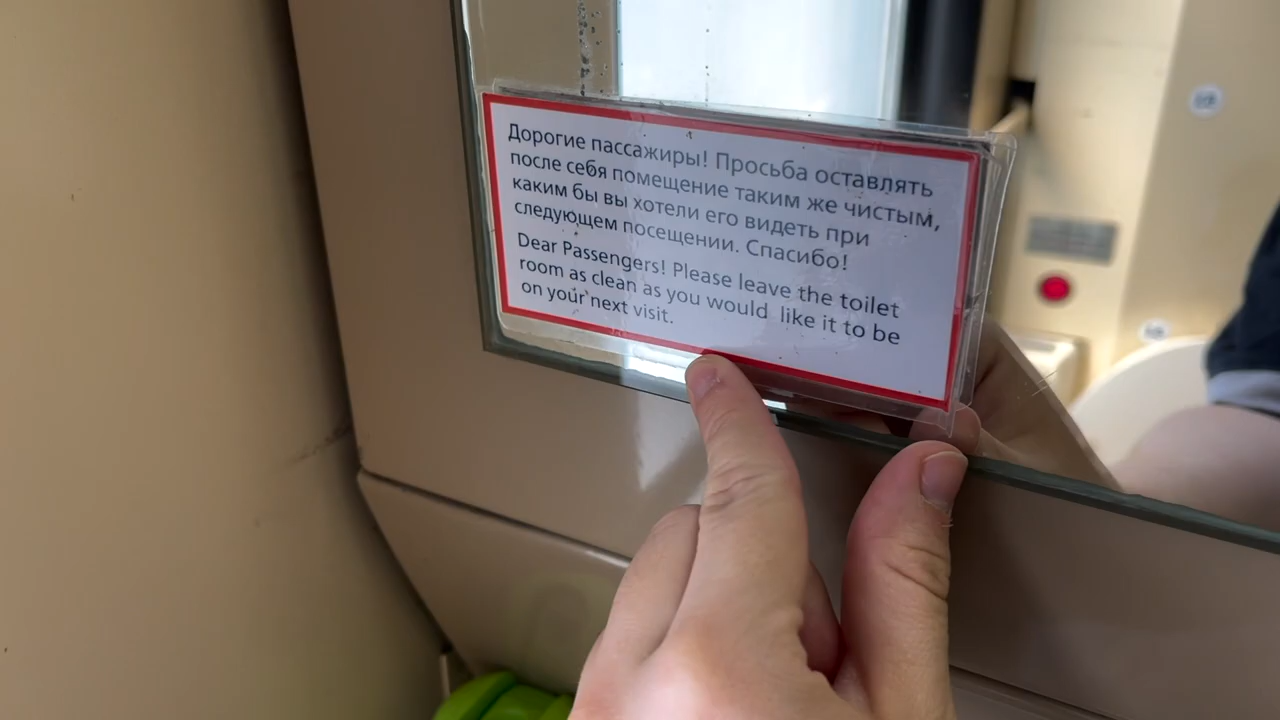 Дорогие пассажиры! Просьба оставлять
после себя помещение таким же чистым,
каким бы вы хотели его видеть при
следующем посещении. Спасибо!
Dear Passengers! Please leave the toilet
room as clean as you would like it to be
on your next visit.